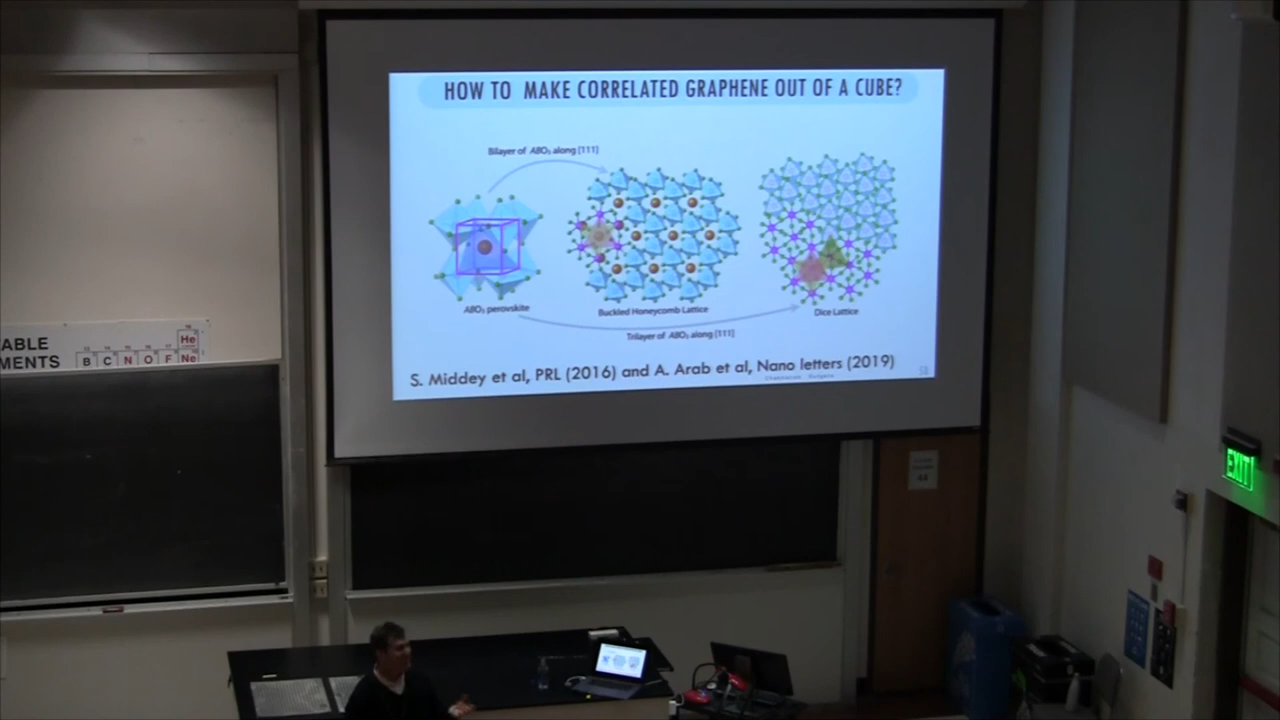 HOW TO MAKE CORRELATED GRAPHENE OUT OF A CUBE?
Bilayer of ABO₃ along [111]
ABO₃ perovskite
Buckled Honeycomb Lattice
Dice Lattice
Trilayer of ABO₃ along [111]
S. Middey et al, PRL (2016) and A. Arab et al, Nano letters (2019)
58
ABLE
MENTS
B C N O F Ne
He
EXIT